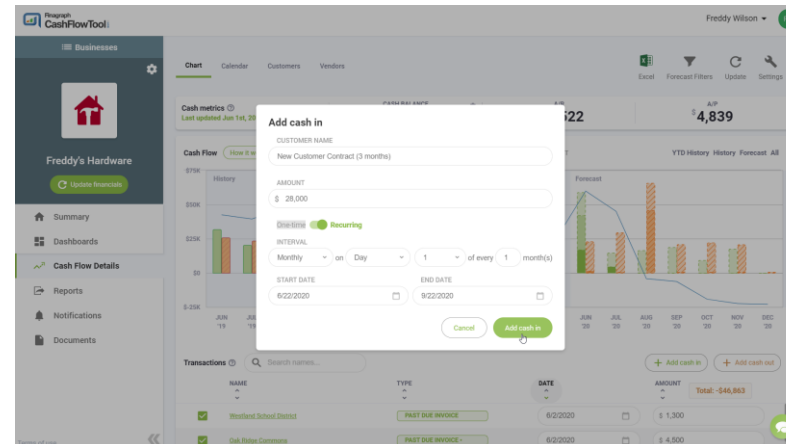 Finagraph
CashFlowTool
Freddy Wilson
Businesses
Freddy's Hardware
Update financials
Summary
Dashboards
Cash Flow Details
Reports
Notifications
Documents
Chart Calendar Customers Vendors
Excel Forecast Filters Update Settings
Cash metrics
Last updated Jun 1st, 20
CASH BALANCE
A/R
522
A/P
$4,839
Cash Flow
How it w
YTD History History Forecast All
$75K
$50K
$25K
$0
$-25K
History
Forecast
JUN '19
JUN '20
JUL '20
AUG '20
SEP '20
OCT '20
NOV '20
DEC '20
Add cash in
CUSTOMER NAME
New Customer Contract (3 months)
AMOUNT
$ 28,000
One-time Recurring
INTERVAL
Monthly on Day 1 of every 1 month(s)
START DATE END DATE
6/22/2020 9/22/2020
Cancel Add cash in
Transactions Search names...
+ Add cash in + Add cash out
NAME TYPE DATE AMOUNT Total: -$46,863
Westland School District PAST DUE INVOICE 6/2/2020 $ 1,300
Oak Ridge Commons PAST DUE INVOICE 6/2/2020 $ 4,500
Terms of use